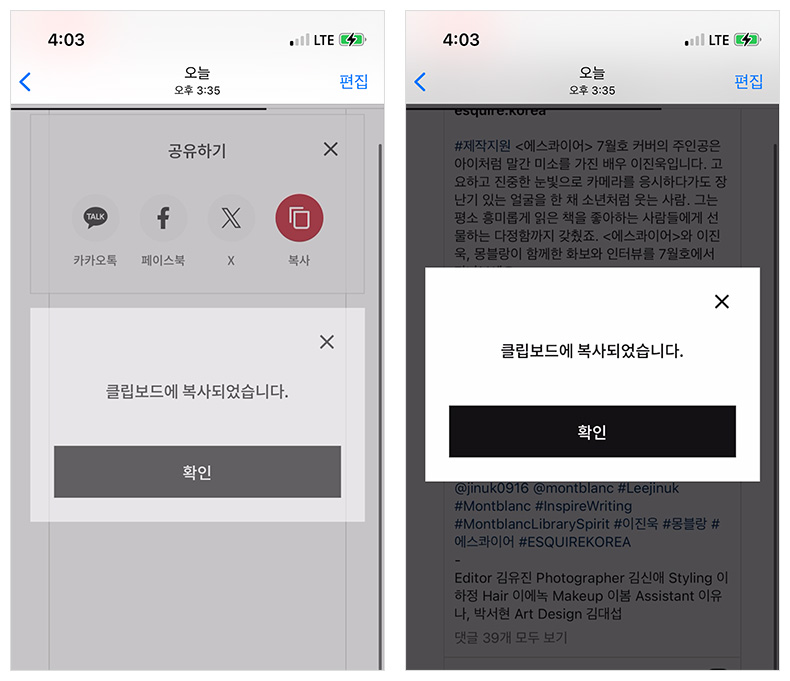 4:03
LTE
오늘
오후 3:35
편집
공유하기
TALK
카카오톡
페이스북
X
복사
클립보드에 복사되었습니다.
확인
4:03
LTE
오늘
오후 3:35
편집
esquire.korea
#제작지원 <에스콰이어> 7월호 커버의 주인공은
아이처럼 말간 미소를 가진 배우 이진욱입니다. 고
요하고 진중한 눈빛으로 카메라를 응시하다가도 장
난기 있는 얼굴을 한 채 소년처럼 웃는 사람. 그는
평소 흥미롭게 읽은 책을 좋아하는 사람들에게 선
물하는 다정함까지 갖췄죠. <에스콰이어>와 이진
욱, 몽블랑이 함께한 화보와 인터뷰를 7월호에서
클립보드에 복사되었습니다.
확인
@jinuk0916 @montblanc #Leejinuk
#Montblanc #InspireWriting
#MontblancLibrarySpirit #이진욱 #몽블랑 #
에스콰이어 #ESQUIREKOREA
-
Editor 김유진 Photographer 김신애 Styling 이
하정 Hair 이에녹 Makeup 이봄 Assistant 이유
나, 박서현 Art Design 김대섭
댓글 39개 모두 보기